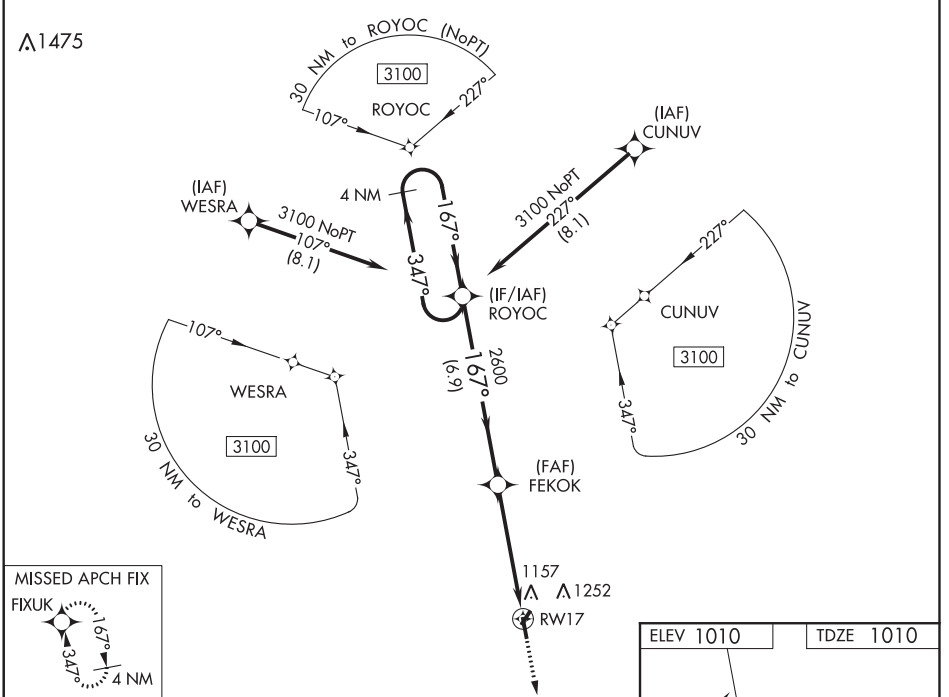 1475
30 NM to ROYOC (NoPT)
3100
ROYOC
107°
227°
(IAF)
CUNUV
3100 NoPT
227°
(8.1)
(IAF)
WESRA
3100 NoPT
107°
(8.1)
4 NM
167°
347°
(IF/IAF)
ROYOC
2600
167°
(6.9)
227°
CUNUV
3100
347°
30 NM to CUNUV
107°
WESRA
3100
347°
30 NM to WESRA
(FAF)
FEKOK
1157
1252
RW17
MISSED APCH FIX
FIXUK
167°
347°
4 NM
ELEV 1010
TDZE 1010